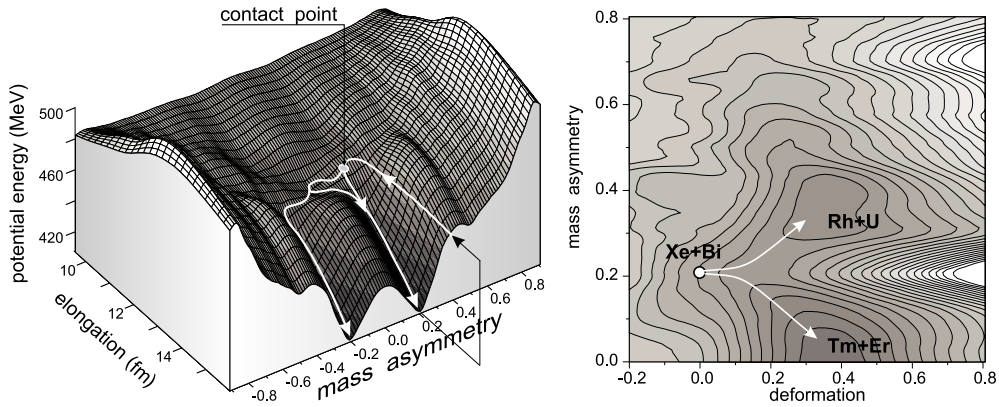 contact point
potential energy (MeV)
500
460
420
10
12
14
elongation (fm)
-0.8
-0.6
-0.4
-0.2
0.0
0.2
0.4
0.6
0.8
mass asymmetry
0.8
0.6
0.4
0.2
0.0
mass asymmetry
Rh+U
Xe+Bi
Tm+Er
-0.2
0.0
0.2
0.4
0.6
0.8
deformation